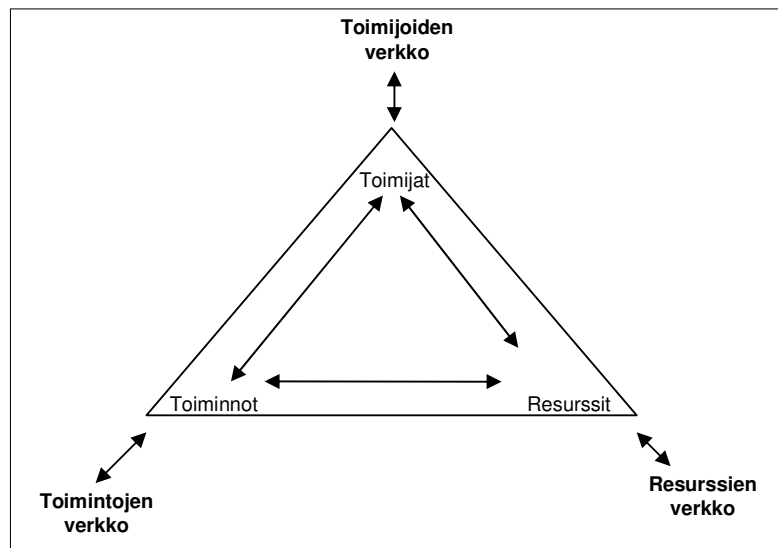 Toimijoiden
verkko
Toimijat
Toiminnot
Resurssit
Toimintojen
verkko
Resurssien
verkko